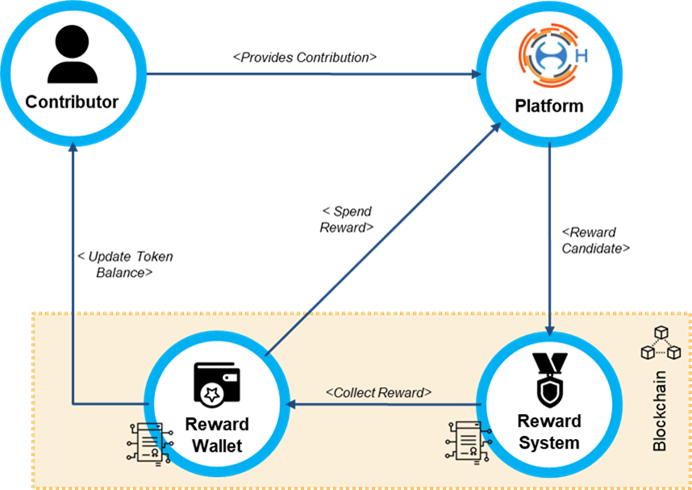 <Provides Contribution>
Contributor
H
Platform
< Spend
Reward>
<Reward
Candidate>
< Update Token
Balance>
Blockchain
<Collect Reward>
Reward
Wallet
Reward
System